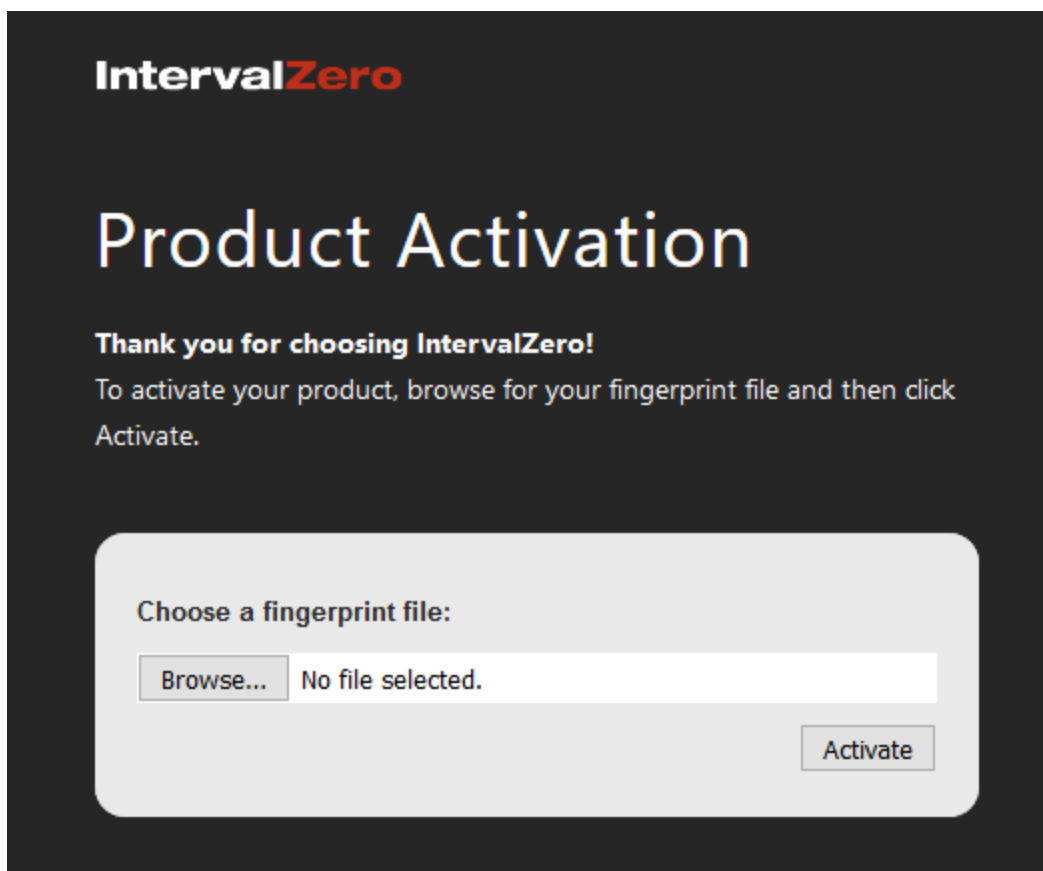 IntervalZero
Product Activation
Thank you for choosing IntervalZero!
To activate your product, browse for your fingerprint file and then click
Activate.
Choose a fingerprint file:
Browse... No file selected.
Activate